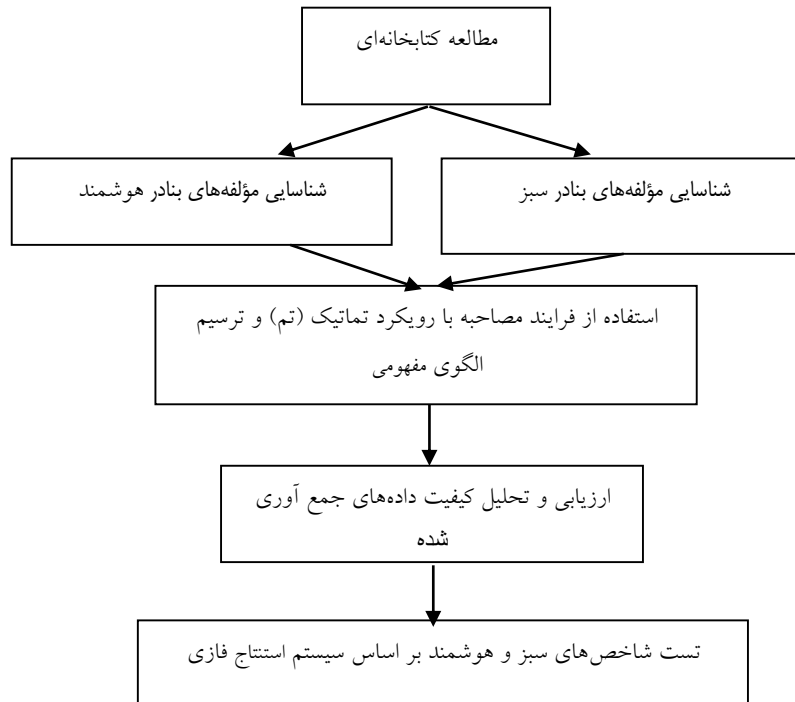 مطالعه کتابخانه‌ای
شناسایی مؤلفه‌های بنادر سبز
شناسایی مؤلفه‌های بنادر هوشمند
استفاده از فرایند مصاحبه با رویکرد تماتیک (تم) و ترسیم
الگوی مفهومی
ارزیابی و تحلیل کیفیت داده‌های جمع آوری
شده
تست شاخص‌های سبز و هوشمند بر اساس سیستم استنتاج فازی